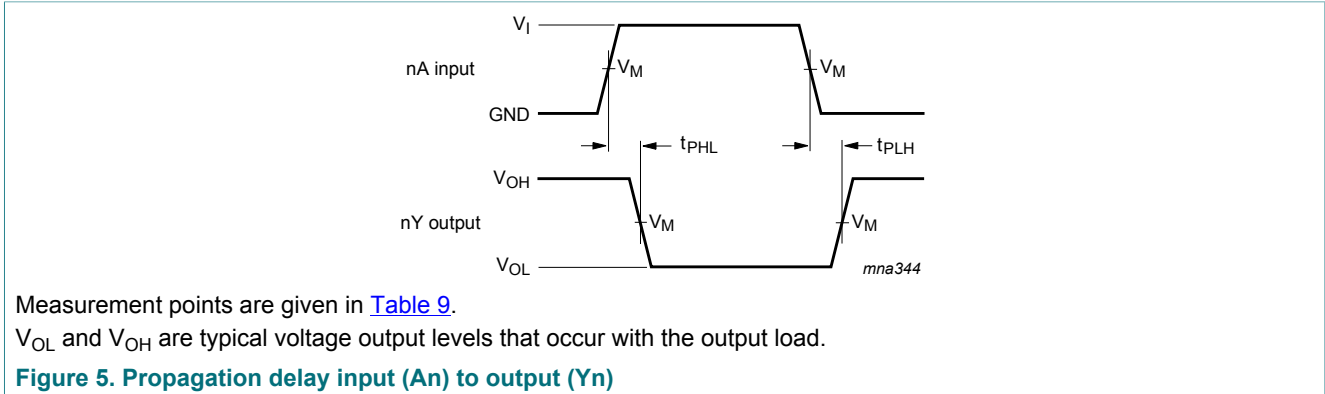 V_I
nA input
V_M
V_M
GND
t_PHL
t_PLH
V_OH
nY output
V_M
V_M
V_OL
mna344
Measurement points are given in Table 9.
V_OL and V_OH are typical voltage output levels that occur with the output load.
Figure 5. Propagation delay input (An) to output (Yn)